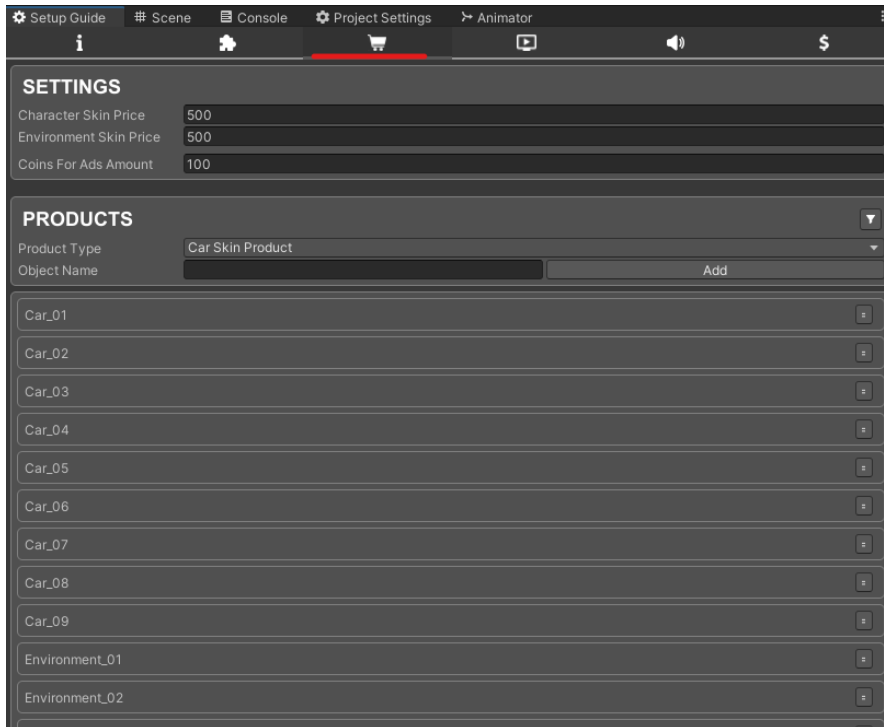 Setup Guide
Scene
Console
Project Settings
Animator
SETTINGS
Character Skin Price 500
Environment Skin Price 500
Coins For Ads Amount 100
PRODUCTS
Product Type Car Skin Product
Object Name Add
Car_01
Car_02
Car_03
Car_04
Car_05
Car_06
Car_07
Car_08
Car_09
Environment_01
Environment_02